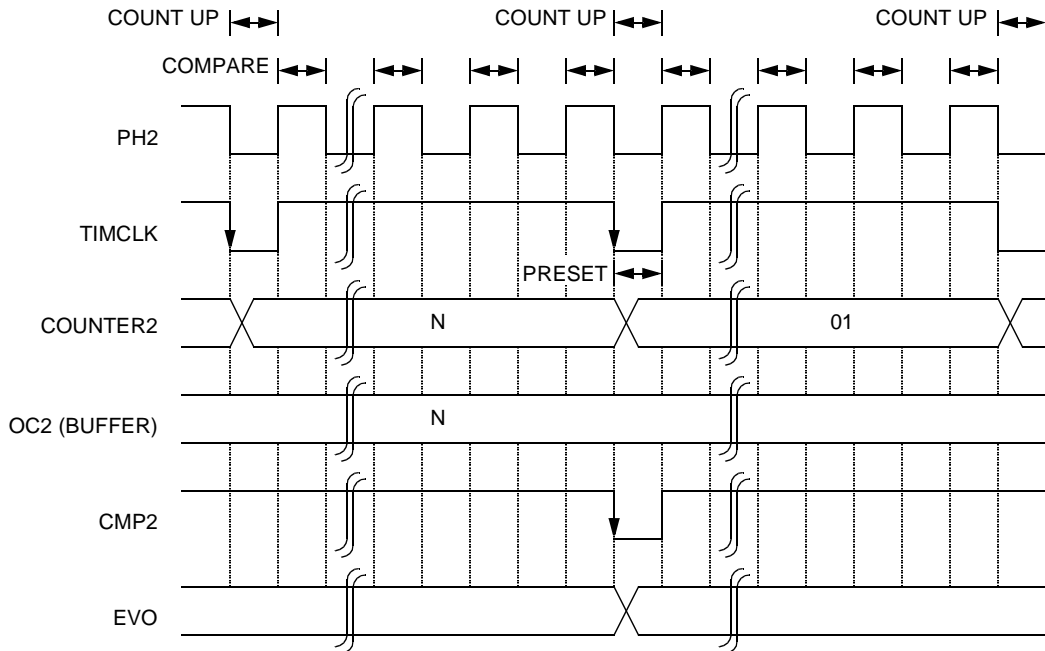 COUNT UP COUNT UP COUNT UP
COMPARE
PH2
TIMCLK
PRESET
COUNTER2 N 01
OC2 (BUFFER) N
CMP2
EVO